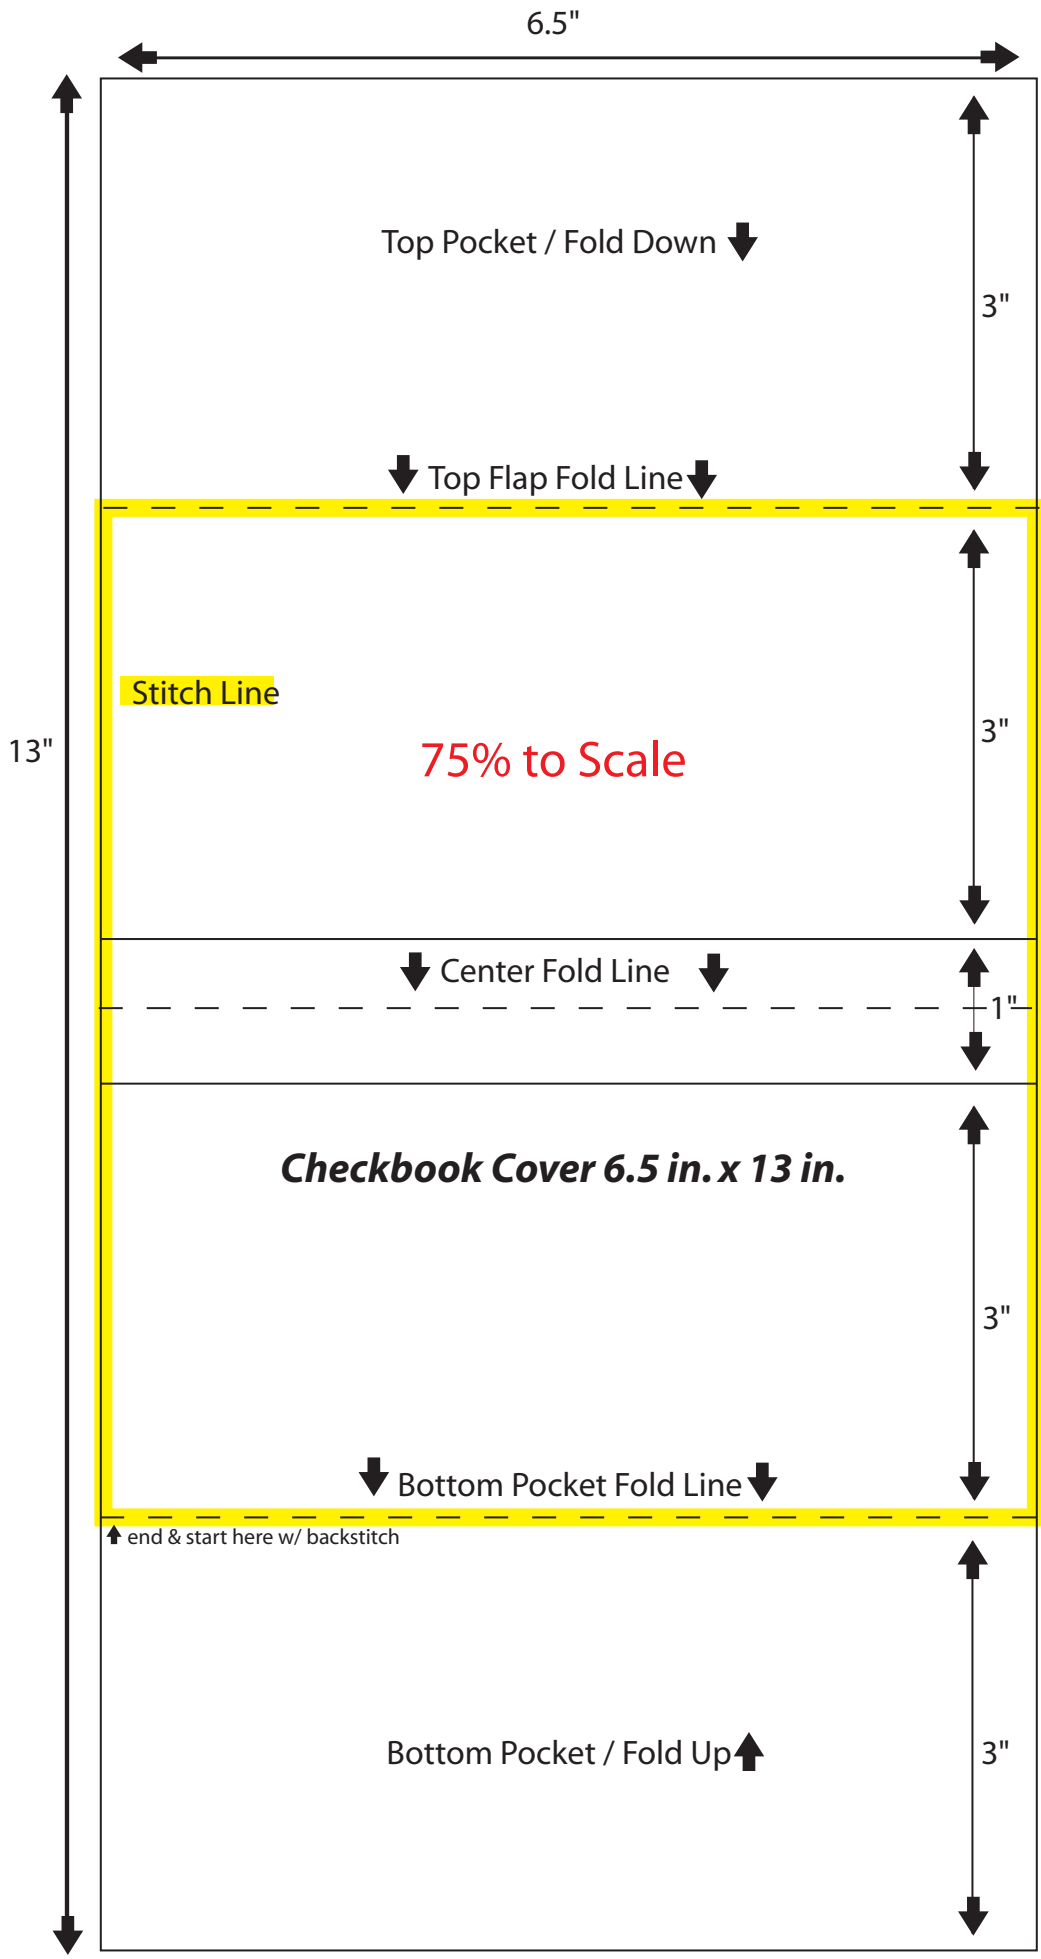 6.5"
Top Pocket / Fold Down
3"
Top Flap Fold Line
Stitch Line
3"
13"
75% to Scale
Center Fold Line
1"
Checkbook Cover 6.5 in. x 13 in.
3"
Bottom Pocket Fold Line
end & start here w/ backstitch
Bottom Pocket / Fold Up
3"